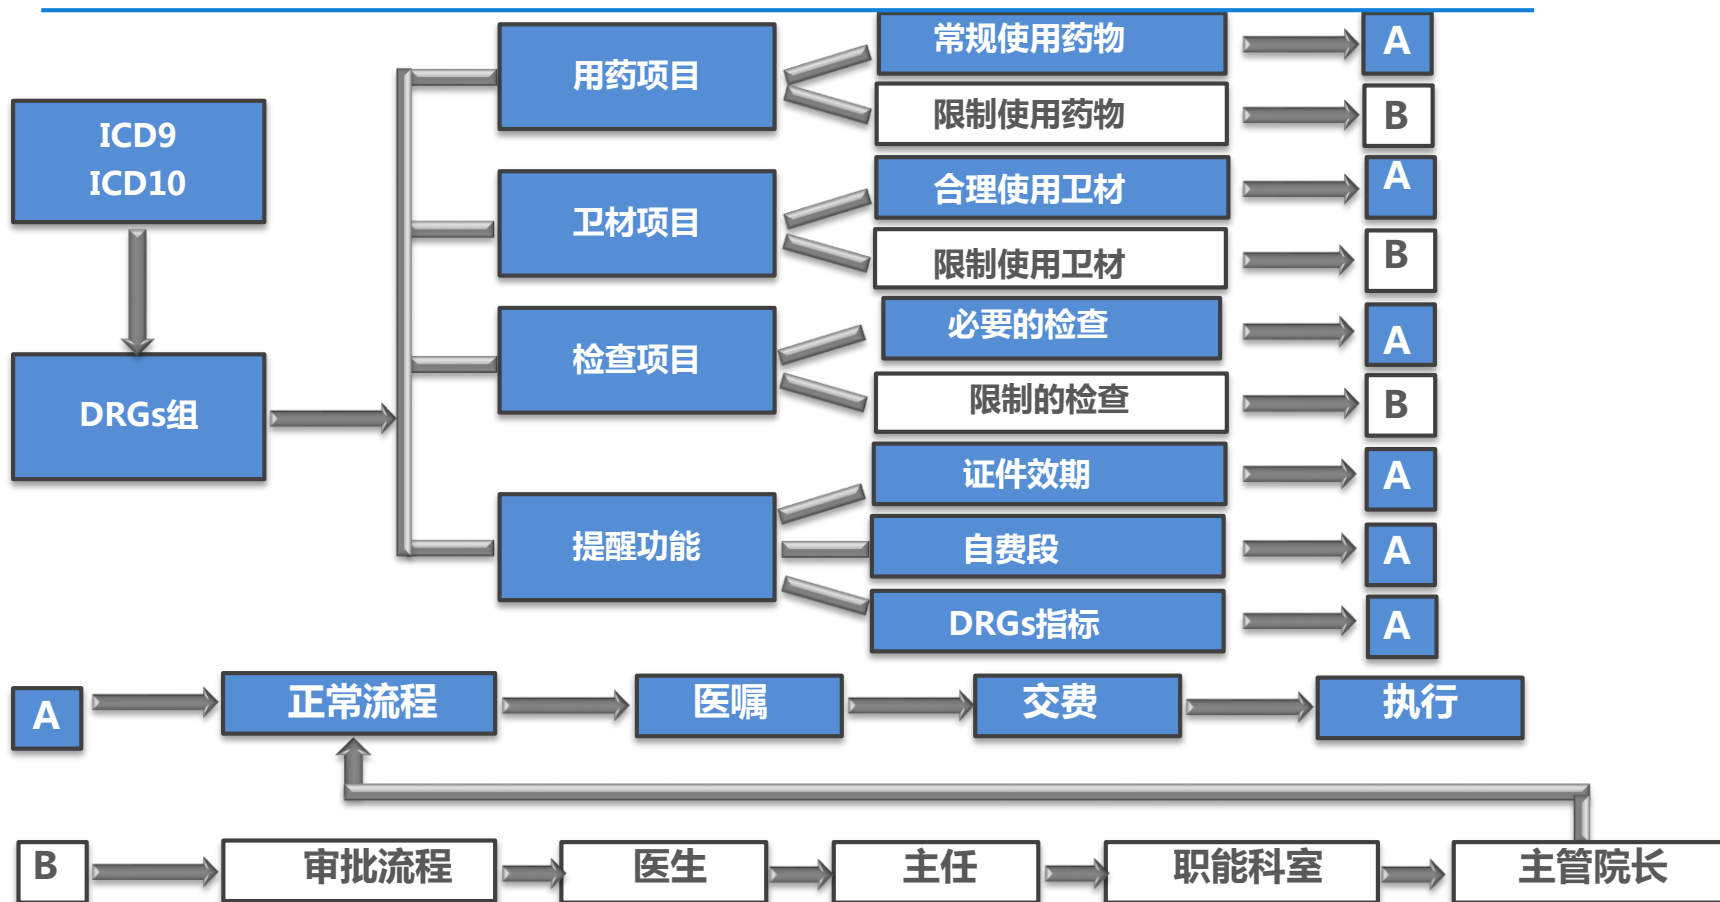 ICD9
ICD10
DRGs组
用药项目
常规使用药物
A
限制使用药物
B
卫材项目
合理使用卫材
A
限制使用卫材
B
检查项目
必要的检查
A
限制的检查
B
提醒功能
证件效期
A
自费段
A
DRGs指标
A
A
正常流程
医嘱
交费
执行
B
审批流程
医生
主任
职能科室
主管院长